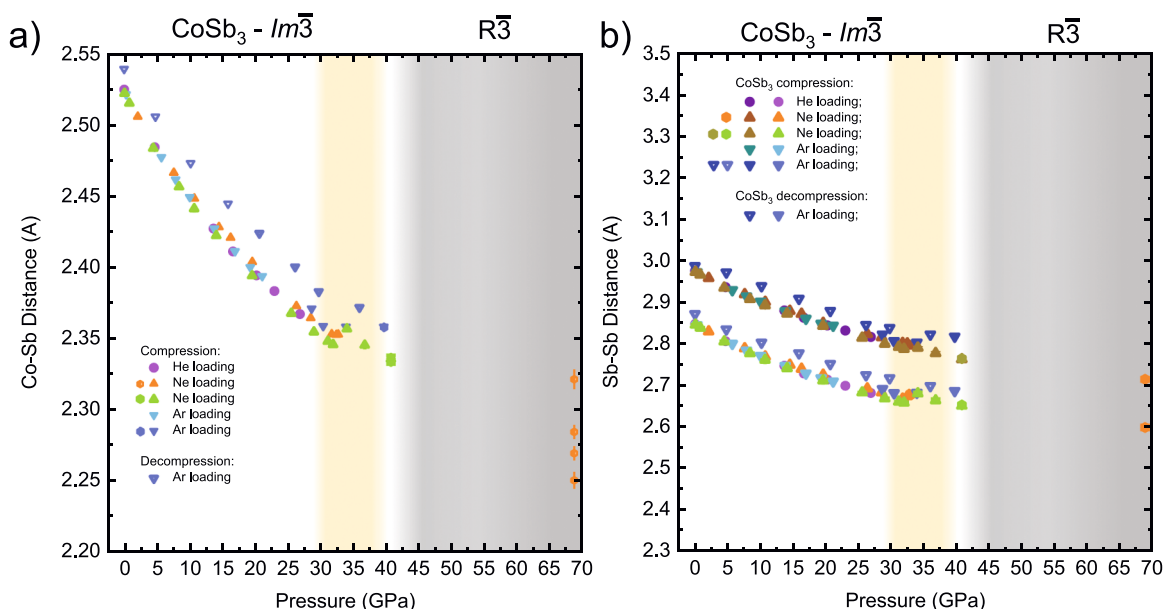 a)
CoSb3 - Im3̅
R3̅
2.55
2.50
2.45
2.40
2.35
2.30
2.25
2.20
Co-Sb Distance (A)
Compression:
He loading
Ne loading
Ne loading
Ar loading
Ar loading
Decompression:
Ar loading
0 5 10 15 20 25 30 35 40 45 50 55 60 65 70
Pressure (GPa)
b)
CoSb3 - Im3̅
R3̅
3.5
3.4
3.3
3.2
3.1
3.0
2.9
2.8
2.7
2.6
2.5
2.4
2.3
Sb-Sb Distance (A)
CoSb3 compression:
He loading;
Ne loading;
Ne loading;
Ar loading;
Ar loading;
CoSb3 decompression:
Ar loading;
0 5 10 15 20 25 30 35 40 45 50 55 60 65 70
Pressure (GPa)